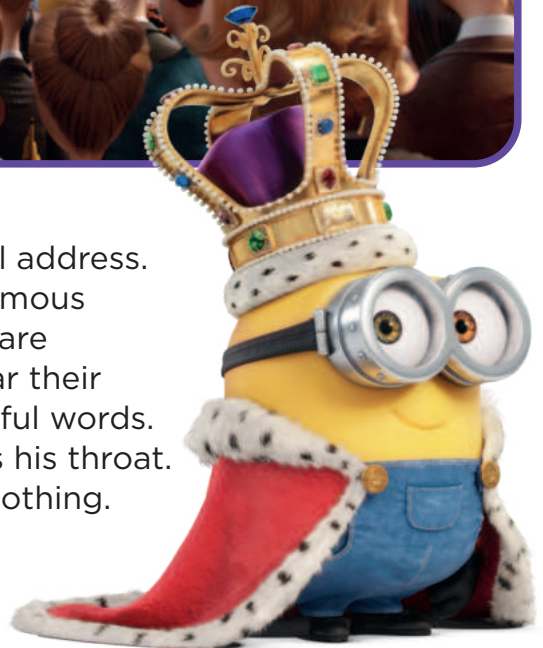 l address.
mous
are
ar their
ful words.
s his throat.
othing.